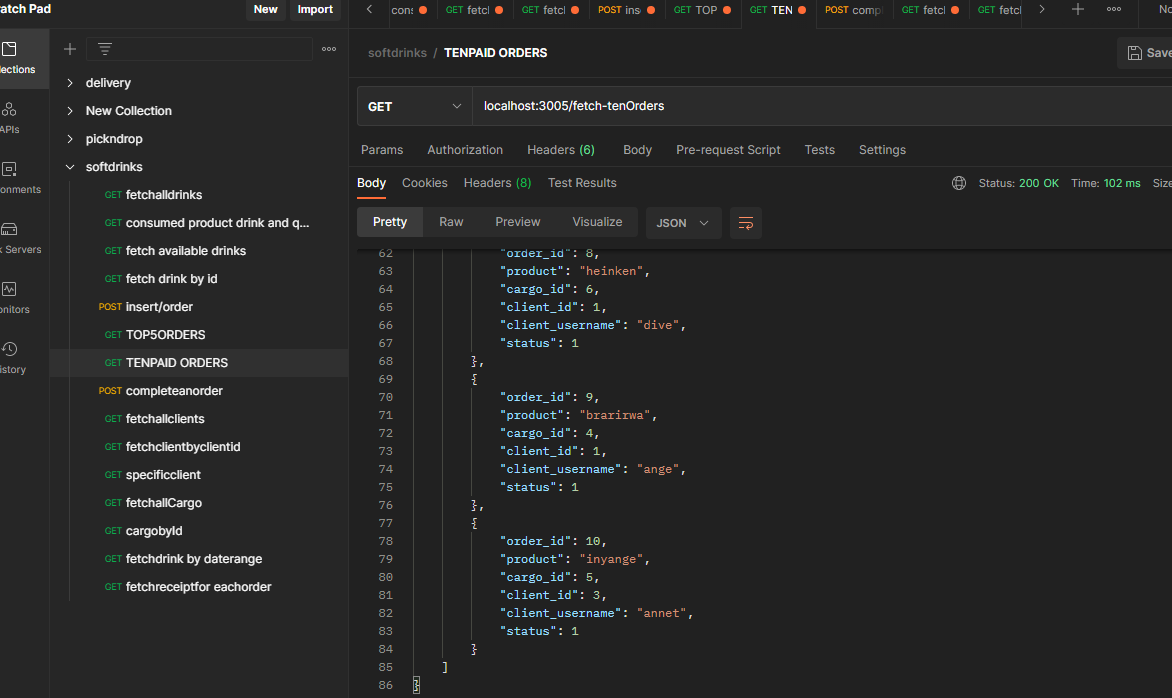 ratch Pad
New
Import
cons
GET fetcl
GET fetcl
POST ins
GET TOP
GET TEN
POST comp
GET fetcl
GET fetcl
No
softdrinks / TENPAID ORDERS
Save
lections
APIs
onments
k Servers
onitors
istory
delivery
New Collection
pickndrop
softdrinks
GET fetchalldrinks
GET consumed product drink and q...
GET fetch available drinks
GET fetch drink by id
POST insert/order
GET TOP5ORDERS
GET TENPAID ORDERS
POST completeanorder
GET fetchallclients
GET fetchclientbyclientid
GET specificclient
GET fetchallCargo
GET cargobyId
GET fetchdrink by daterange
GET fetchreceiptfor eachorder
GET localhost:3005/fetch-tenOrders
Params Authorization Headers (6) Body Pre-request Script Tests Settings
Body Cookies Headers (8) Test Results Status: 200 OK Time: 102 ms Size
Pretty Raw Preview Visualize JSON
62 "order_id": 8,
63 "product": "heinken",
64 "cargo_id": 6,
65 "client_id": 1,
66 "client_username": "dive",
67 "status": 1
68 },
69 {
70 "order_id": 9,
71 "product": "brarirwa",
72 "cargo_id": 4,
73 "client_id": 1,
74 "client_username": "ange",
75 "status": 1
76 },
77 {
78 "order_id": 10,
79 "product": "inyange",
80 "cargo_id": 5,
81 "client_id": 3,
82 "client_username": "annet",
83 "status": 1
84 }
85 ]
86 }